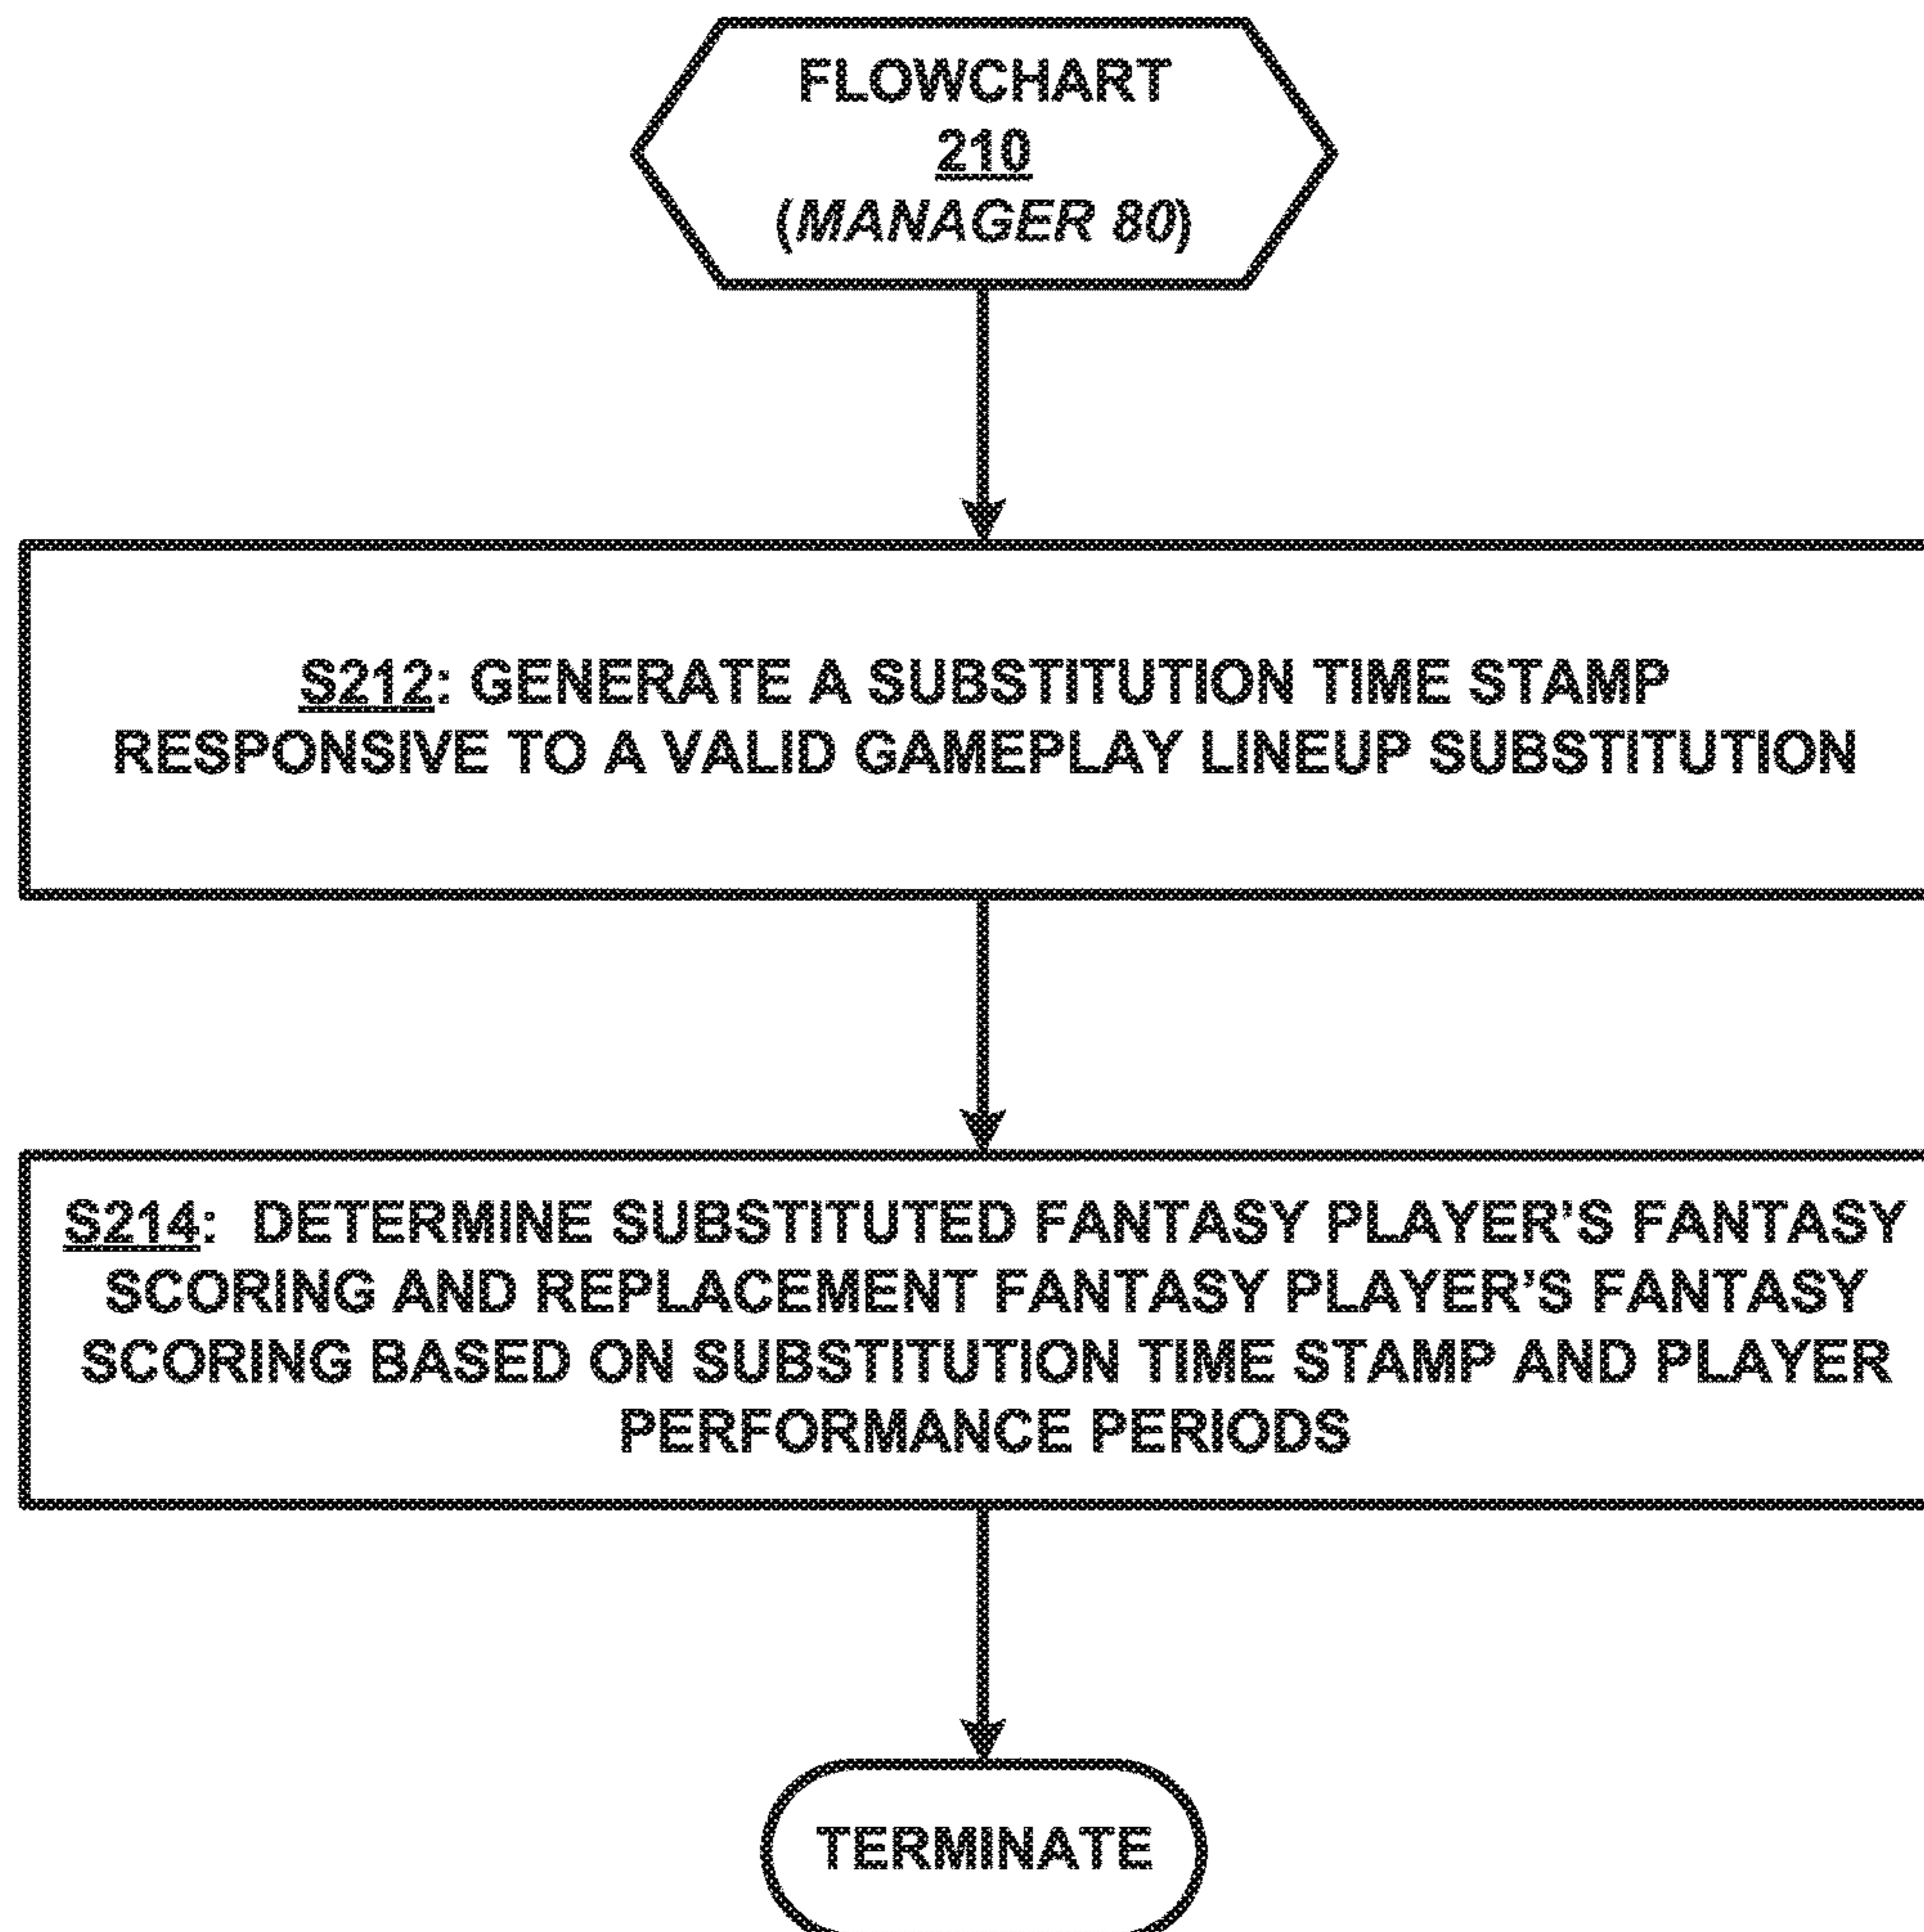 FLOWCHART
210
(MANAGER 80)
S212: GENERATE A SUBSTITUTION TIME STAMP
RESPONSIVE TO A VALID GAMEPLAY LINEUP SUBSTITUTION
S214: DETERMINE SUBSTITUTED FANTASY PLAYER'S FANTASY
SCORING AND REPLACEMENT FANTASY PLAYER'S FANTASY
SCORING BASED ON SUBSTITUTION TIME STAMP AND PLAYER
PERFORMANCE PERIODS
TERMINATE